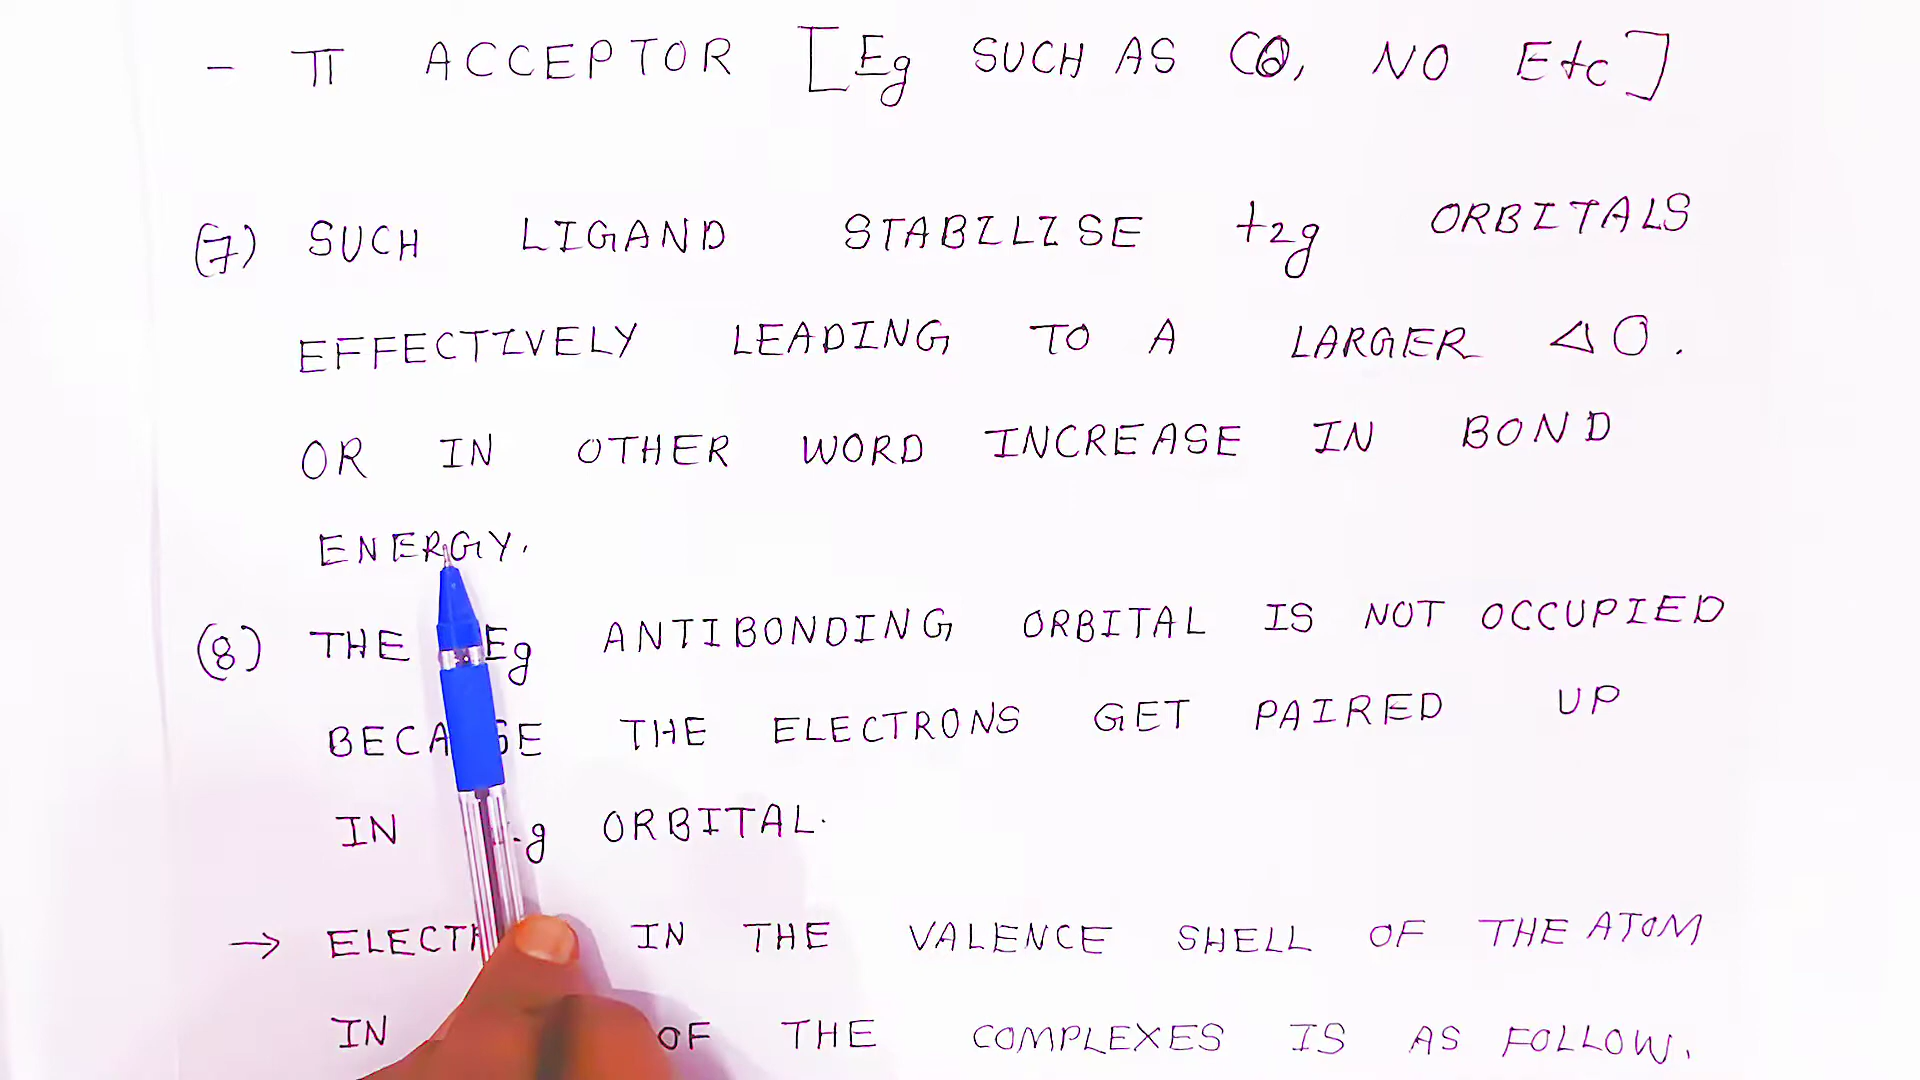 - π ACCEPTOR [Eg SUCH AS CO, NO Etc]
(7) SUCH LIGAND STABILISE t2g ORBITALS
EFFECTIVELY LEADING TO A LARGER △O.
OR IN OTHER WORD INCREASE IN BOND
ENERGY.
(8) THE Eg ANTIBONDING ORBITAL IS NOT OCCUPIED
THE ELECTRONS GET PAIRED UP
IN ORBITAL.
→ IN THE VALENCE SHELL OF THE ATOM
IN OF THE COMPLEXES IS AS FOLLOW.